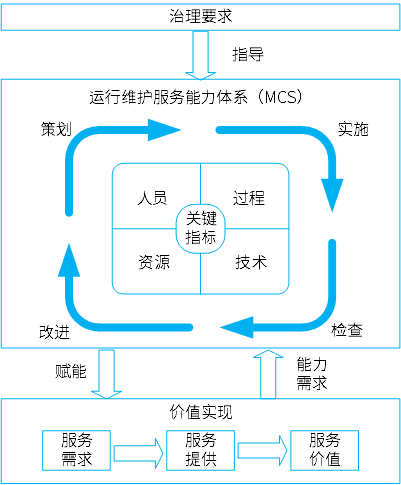 治理要求
指导
运行维护服务能力体系（MCS）
策划
实施
人员
过程
关键
指标
资源
技术
改进
检查
赋能
能力
需求
价值实现
服务
需求
服务
提供
服务
价值